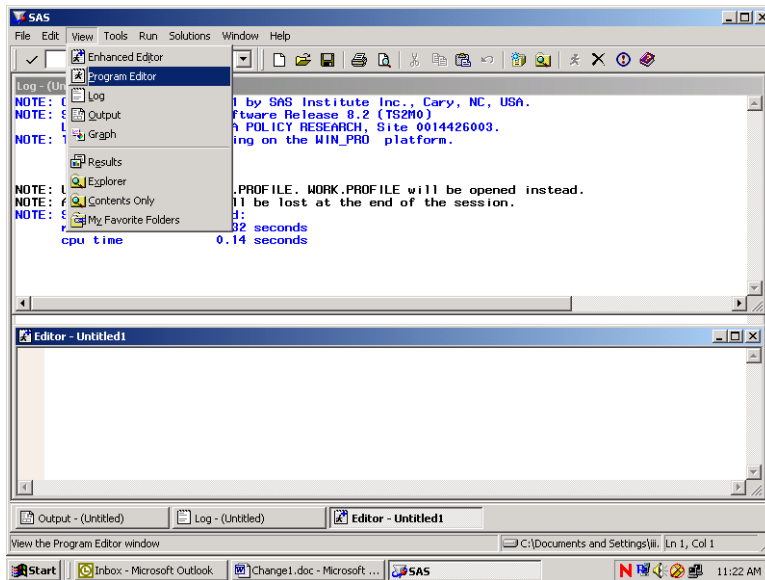 SAS
File Edit View Tools Run Solutions Window Help
Enhanced Editor
Program Editor
Log
Output
Graph
Results
Explorer
Contents Only
My Favorite Folders
Log - (Un
NOTE: 1 by SAS Institute Inc., Cary, NC, USA.
NOTE: ftware Release 8.2 (TS2M0)
A POLICY RESEARCH, Site 0014426003.
NOTE: ing on the WIN_PRO platform.
NOTE: .PROFILE. WORK.PROFILE will be opened instead.
NOTE: ll be lost at the end of the session.
NOTE: S d:
32 seconds
cpu time 0.14 seconds
Editor - Untitled1
Output - (Untitled) Log - (Untitled) Editor - Untitled1
View the Program Editor window C:\Documents and Settings\iii. Ln 1, Col 1
Start Inbox - Microsoft Outlook Change1.doc - Microsoft ... SAS N 11:22 AM